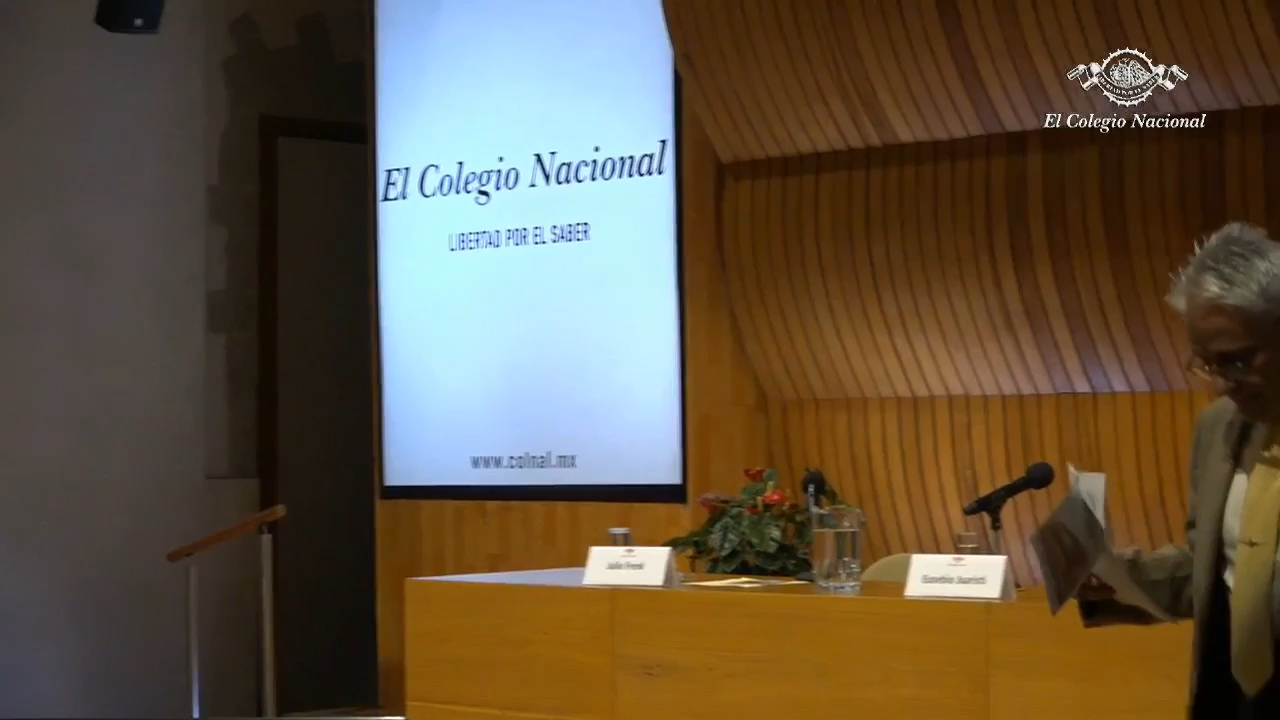 El Colegio Nacional
LIBERTAD POR EL SABER
www.colnal.mx
El Colegio Nacional
Julio Frenk
Eusebio Juaristi